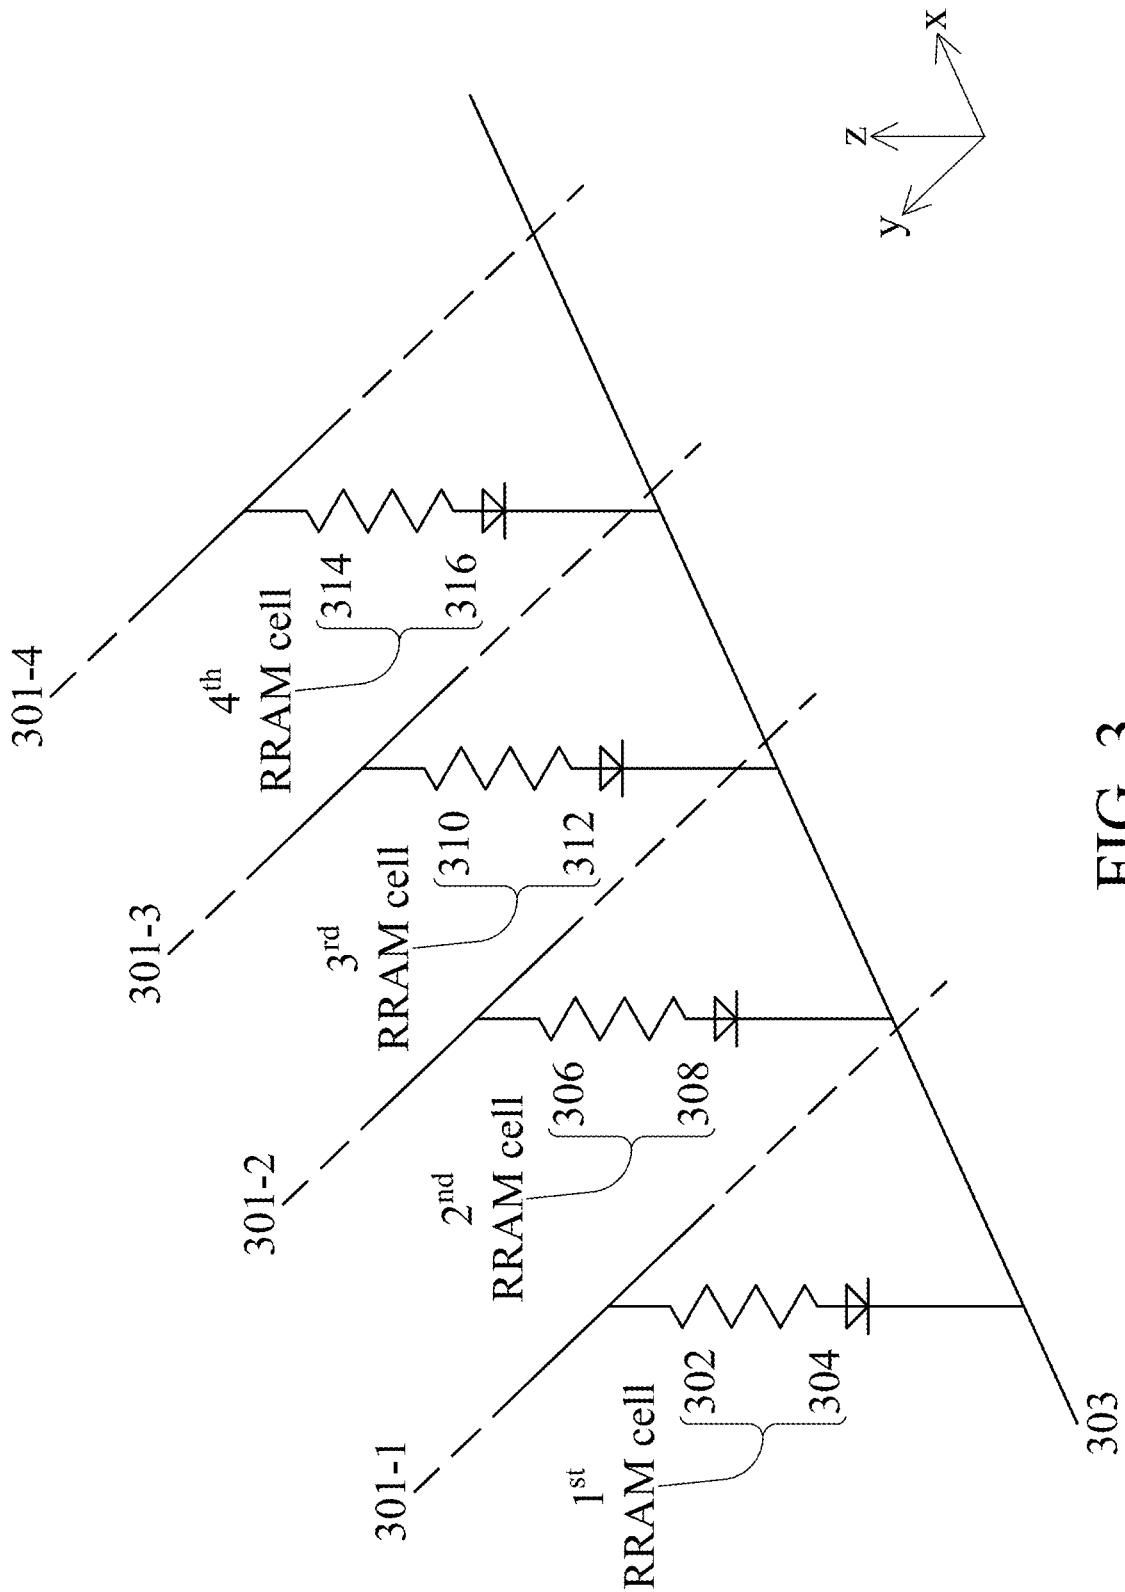 301-1
301-2
301-3
301-4
1st
RRAM cell
302
304
2nd
RRAM cell
306
308
3rd
RRAM cell
310
312
4th
RRAM cell
314
316
303
x
y
z
FIG. 3